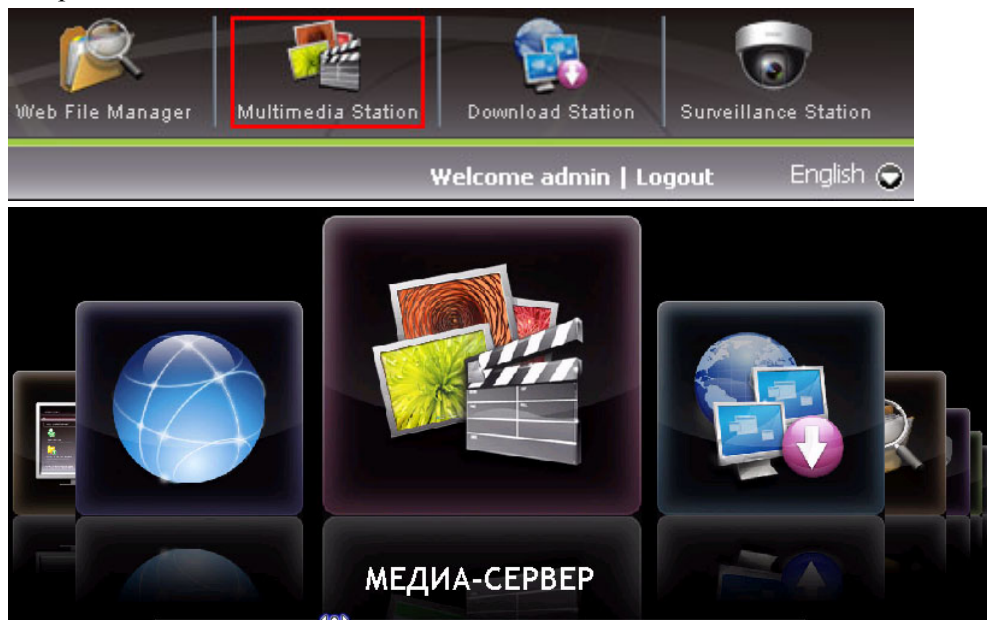 Web File Manager
Multimedia Station
Download Station
Surveillance Station
Welcome admin | Logout
English
МЕДИА-СЕРВЕР